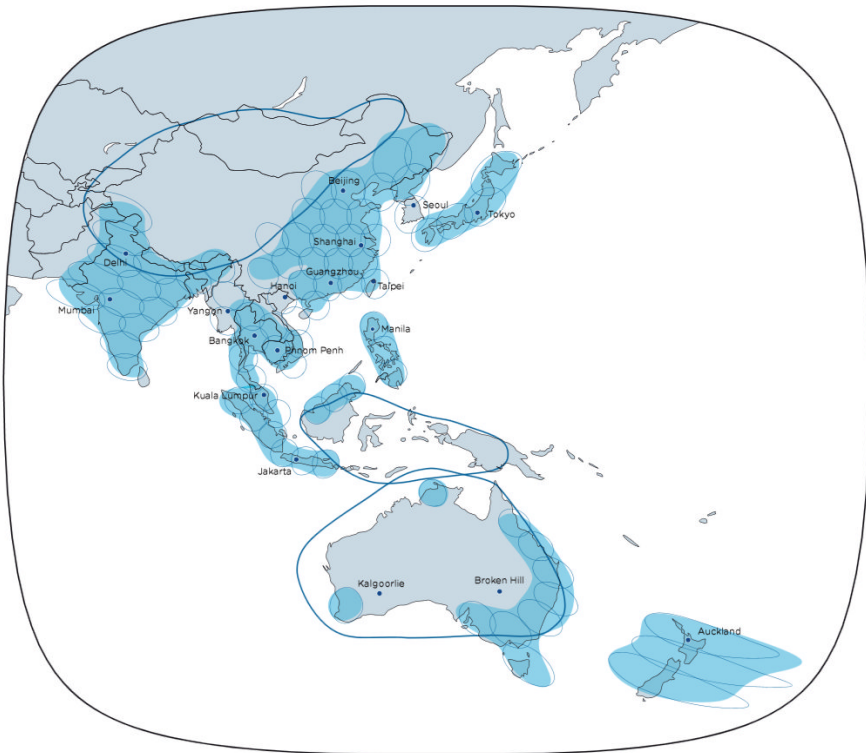 Beijing
Seoul
Tokyo
Shanghai
Delhi
Guangzhou
Hanoi
Taipei
Mumbai
Yangon
Manila
Bangkok
Phnom Penh
Kuala Lumpur
Jakarta
Kalgoorlie
Broken Hill
Auckland